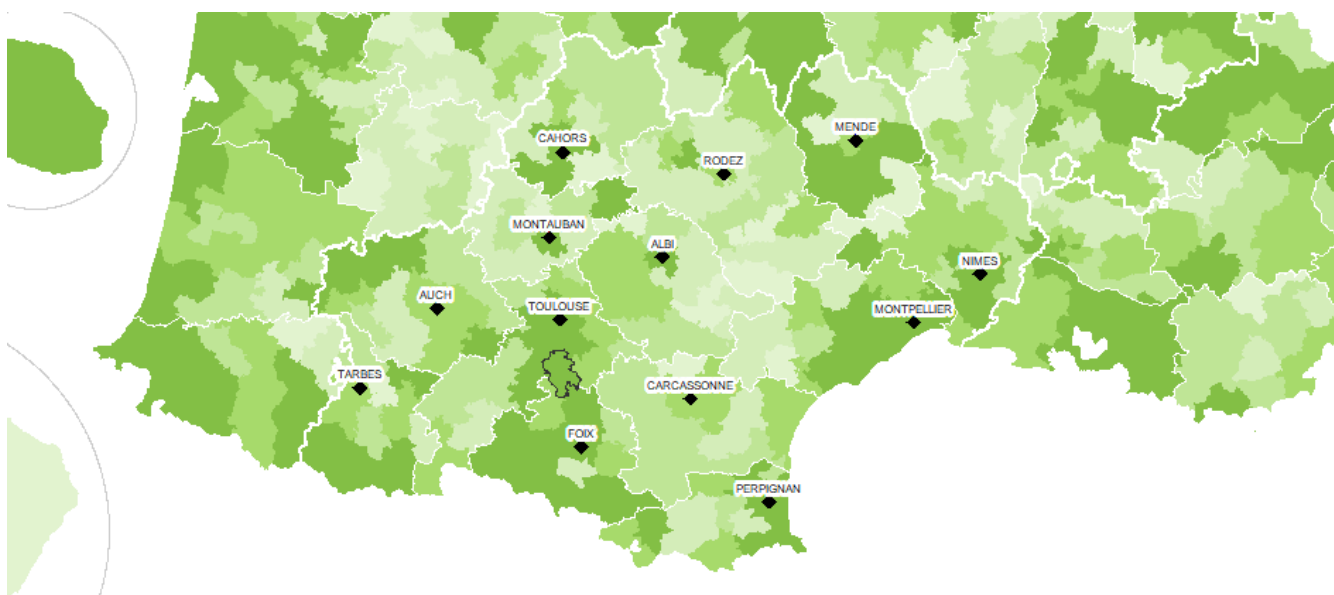 MENDE
CAHORS
RODEZ
MONTAUBAN
ALBI
NIMES
AUCH
TOULOUSE
MONTPELLIER
TARBES
CARCASSONNE
FOIX
PERPIGNAN